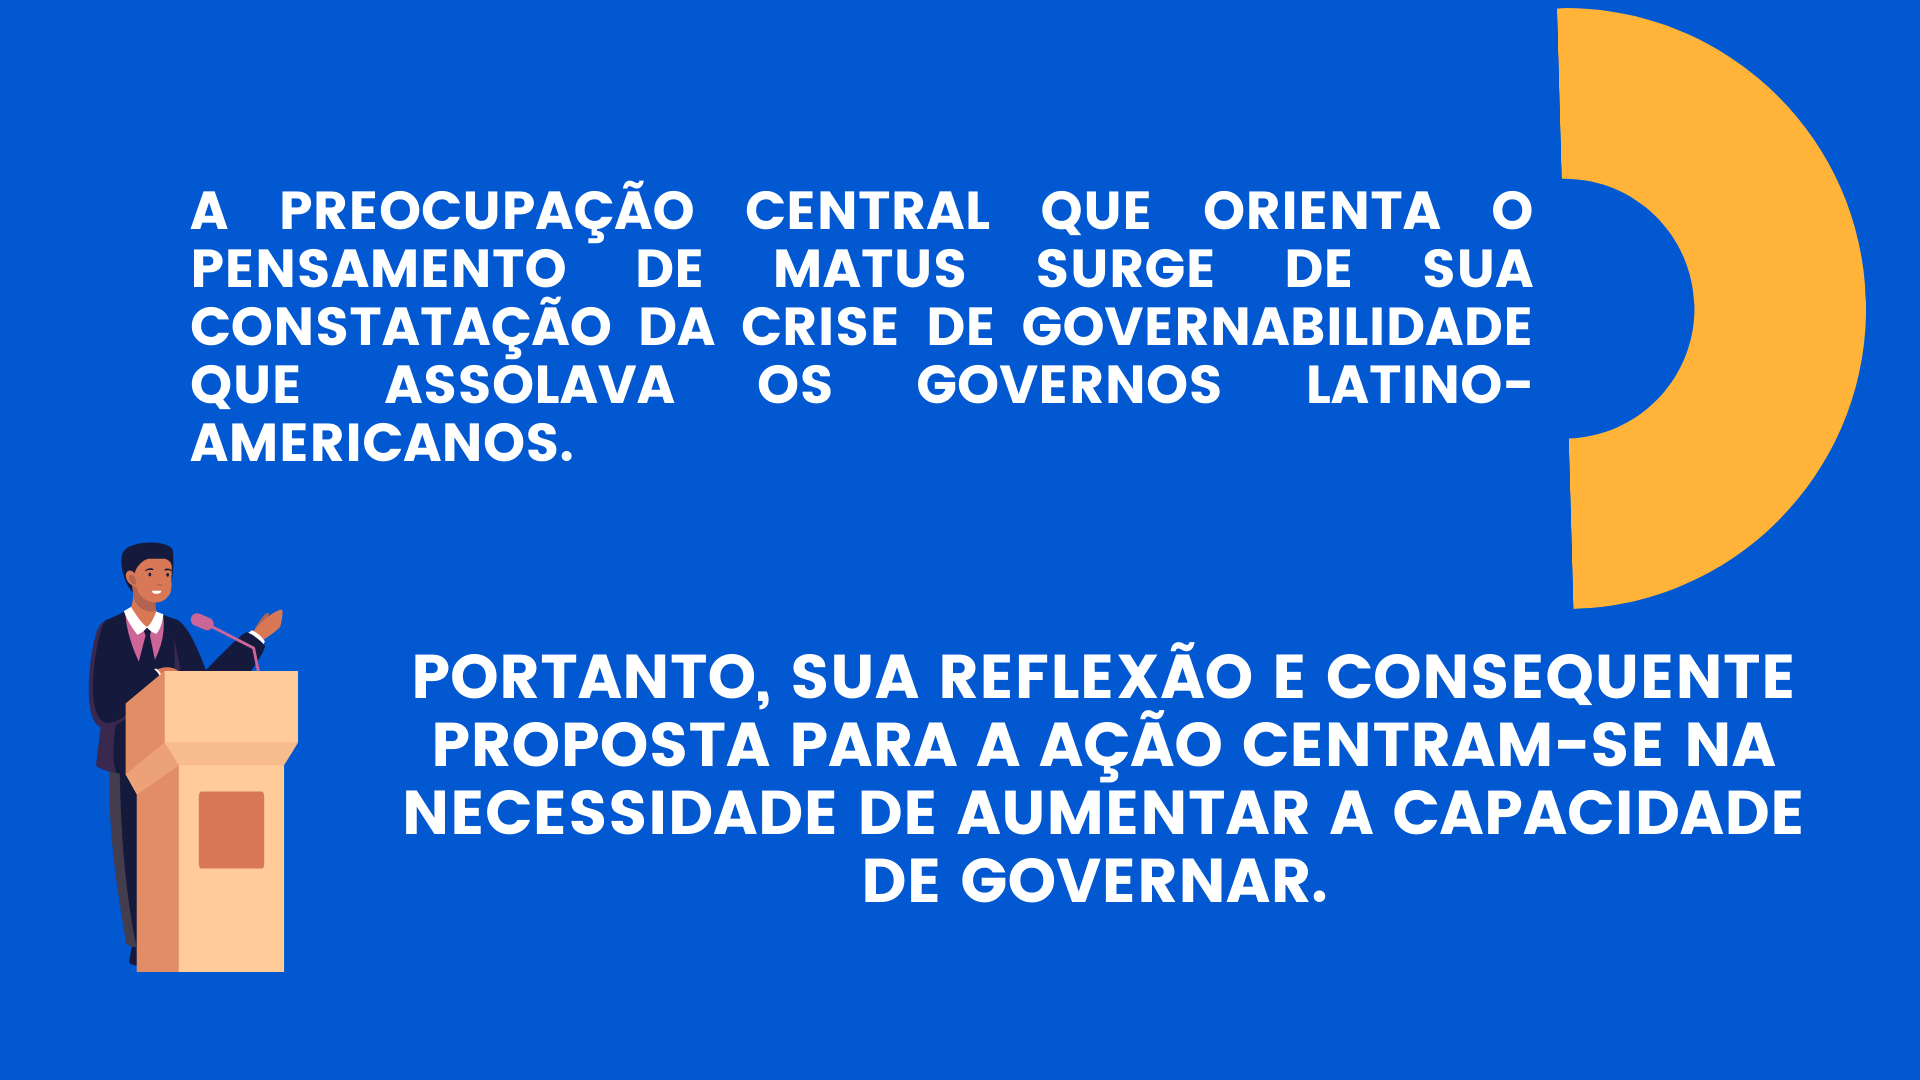 A PREOCUPAÇÃO CENTRAL QUE ORIENTA O
PENSAMENTO DE MATUS SURGE DE SUA
CONSTATAÇÃO DA CRISE DE GOVERNABILIDADE
QUE ASSOLAVA OS GOVERNOS LATINO-
AMERICANOS.
PORTANTO, SUA REFLEXÃO E CONSEQUENTE
PROPOSTA PARA A AÇÃO CENTRAM-SE NA
NECESSIDADE DE AUMENTAR A CAPACIDADE
DE GOVERNAR.